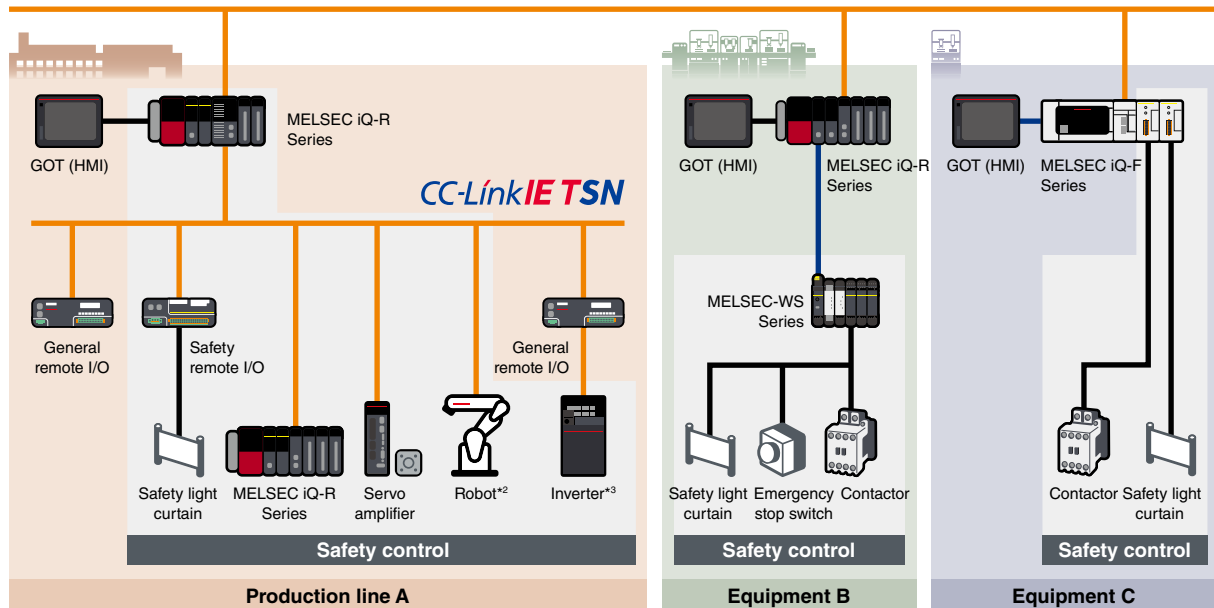 GOT (HMI)
MELSEC iQ-R
Series
CC-Link IE TSN
General
remote I/O
Safety
remote I/O
General
remote I/O
Safety light
curtain
MELSEC iQ-R
Series
Servo
amplifier
Robot*2
Inverter*3
Safety control
Production line A
GOT (HMI)
MELSEC iQ-R
Series
MELSEC-WS
Series
Safety light
curtain
Emergency
stop switch
Contactor
Safety control
Equipment B
GOT (HMI)
MELSEC iQ-F
Series
Contactor
Safety light
curtain
Safety control
Equipment C